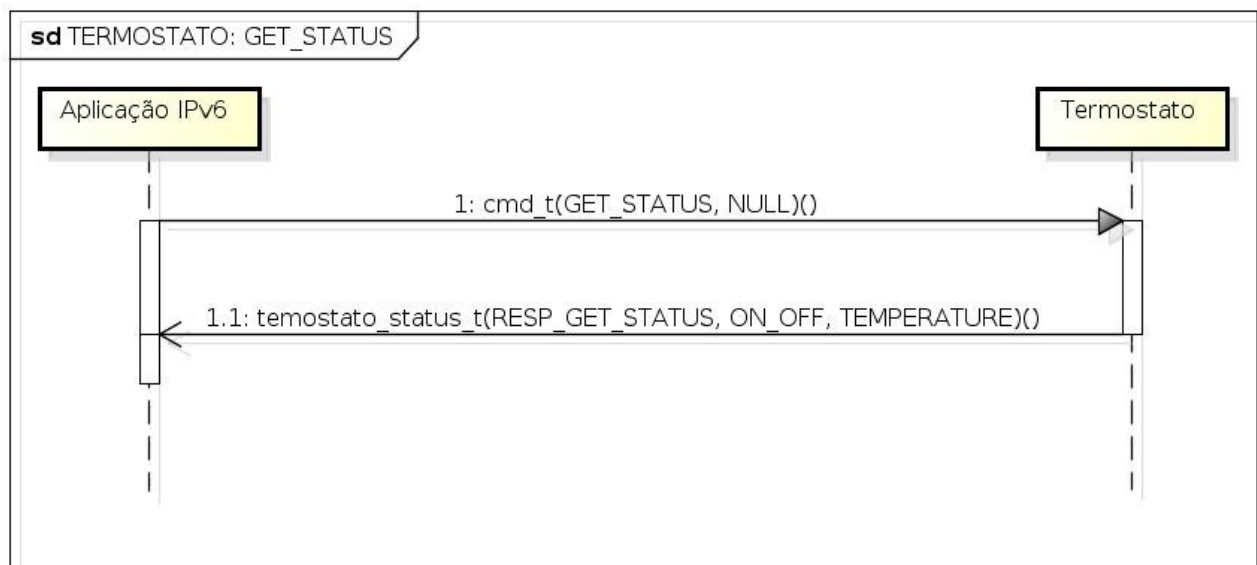 sd TERMOSTATO: GET_STATUS
Aplicação IPv6
Termostato
1: cmd_t(GET_STATUS, NULL)()
1.1: temostato_status_t(RESP_GET_STATUS, ON_OFF, TEMPERATURE)()